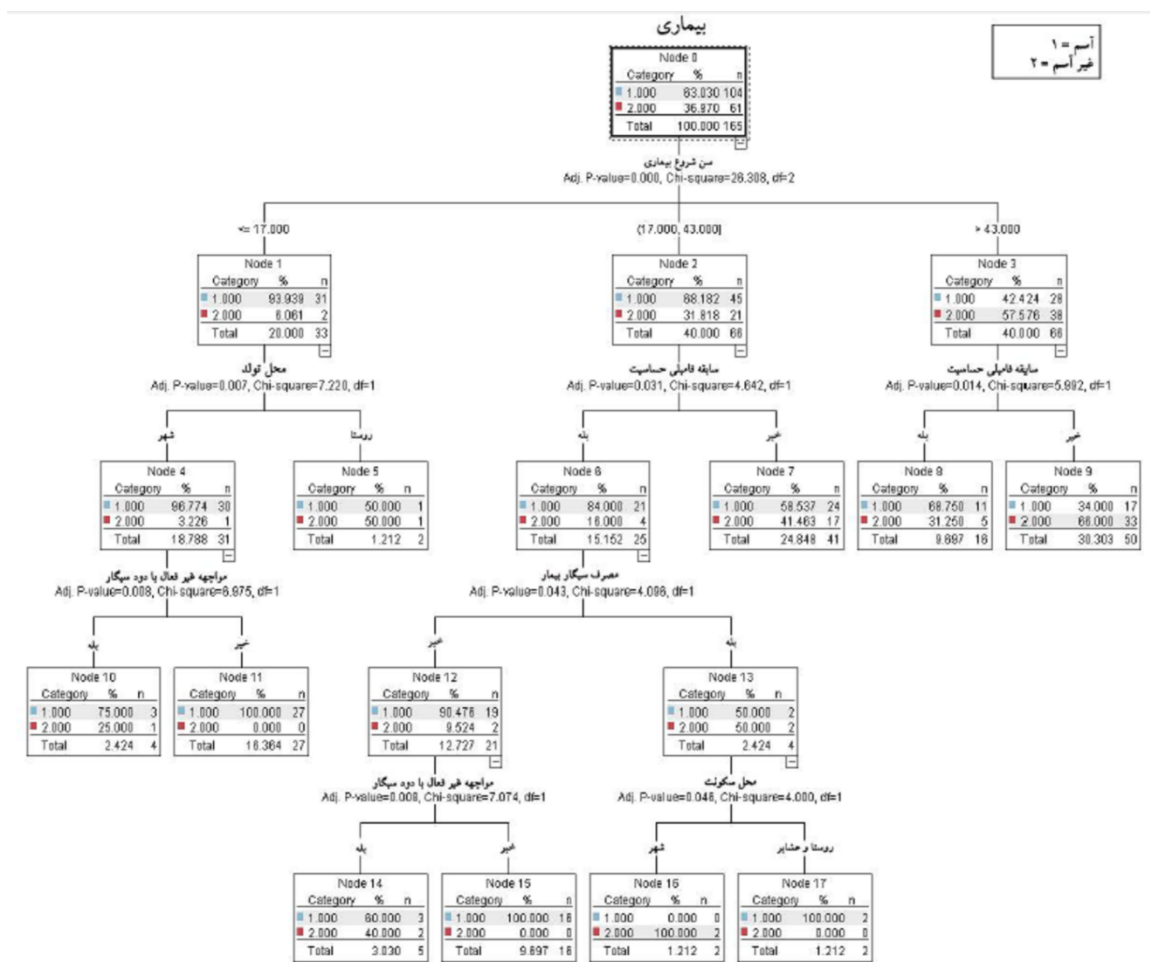 بیماری
آسم = ۱
غیر آسم = ۲
Node 0
Category % n
1.000 63.030 104
2.000 36.970 61
Total 100.000 165
سن شروع بیماری
Adj. P-value=0.000, Chi-square=26.308, df=2
<= 17.000
(17.000, 43.000]
> 43.000
Node 1
Category % n
1.000 93.939 31
2.000 6.061 2
Total 20.000 33
Node 2
Category % n
1.000 68.182 45
2.000 31.818 21
Total 40.000 66
Node 3
Category % n
1.000 42.424 28
2.000 57.576 38
Total 40.000 66
محل تولد
Adj. P-value=0.007, Chi-square=7.220, df=1
سابقه فامیلی حساسیت
Adj. P-value=0.031, Chi-square=4.642, df=1
سابقه فامیلی حساسیت
Adj. P-value=0.014, Chi-square=5.992, df=1
شهر
روستا
بله
خیر
بله
خیر
Node 4
Category % n
1.000 96.774 30
2.000 3.226 1
Total 18.788 31
Node 5
Category % n
1.000 50.000 1
2.000 50.000 1
Total 1.212 2
Node 6
Category % n
1.000 84.000 21
2.000 16.000 4
Total 15.152 25
Node 7
Category % n
1.000 58.537 24
2.000 41.463 17
Total 24.848 41
Node 8
Category % n
1.000 68.750 11
2.000 31.250 5
Total 9.697 16
Node 9
Category % n
1.000 34.000 17
2.000 66.000 33
Total 30.303 50
مواجهه غیر فعال با دود سیگار
Adj. P-value=0.008, Chi-square=6.975, df=1
مصرف سیگار بیمار
Adj. P-value=0.043, Chi-square=4.096, df=1
بله
خیر
خیر
بله
Node 10
Category % n
1.000 75.000 3
2.000 25.000 1
Total 2.424 4
Node 11
Category % n
1.000 100.000 27
2.000 0.000 0
Total 16.364 27
Node 12
Category % n
1.000 90.476 19
2.000 9.524 2
Total 12.727 21
Node 13
Category % n
1.000 50.000 2
2.000 50.000 2
Total 2.424 4
مواجهه غیر فعال با دود سیگار
Adj. P-value=0.008, Chi-square=7.074, df=1
محل سکونت
Adj. P-value=0.046, Chi-square=4.000, df=1
بله
خیر
شهر
روستا و عشایر
Node 14
Category % n
1.000 60.000 3
2.000 40.000 2
Total 3.030 5
Node 15
Category % n
1.000 100.000 16
2.000 0.000 0
Total 9.697 16
Node 16
Category % n
1.000 0.000 0
2.000 100.000 2
Total 1.212 2
Node 17
Category % n
1.000 100.000 2
2.000 0.000 0
Total 1.212 2